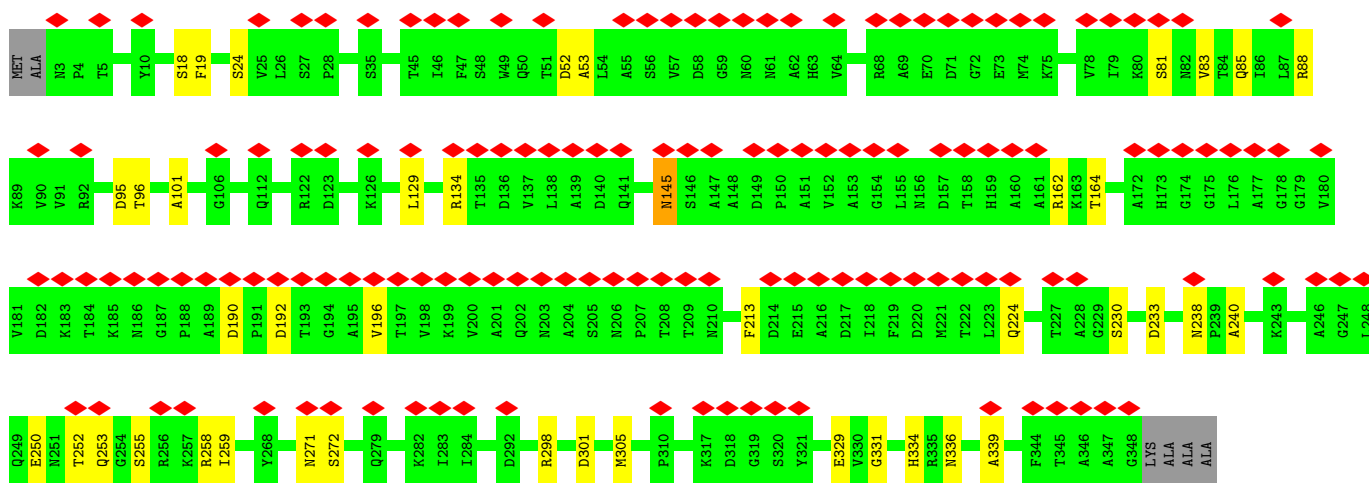 MET ALA N3 P4 T5 Y10 S18 F19 S24 V25 L26 S27 P28 S35 T45 I46 F47 S48 W49 Q50 T51 D52 A53 L54 A55 S56 V57 D58 G59 N60 N61 A62 H63 V64 R68 A69 E70 D71 G72 E73 M74 K75 V78 I79 K80 S81 N82 V83 T84 Q85 I86 L87 R88
K89 V90 V91 R92 D95 T96 A101 G106 Q112 R122 D123 K126 L129 R134 T135 D136 V137 L138 A139 D140 Q141 N145 S146 A147 A148 D149 P150 A151 V152 A153 G154 L155 N156 D157 T158 H159 A160 A161 R162 K163 T164 A172 H173 G174 G175 L176 A177 G178 G179 V180
V181 D182 K183 T184 K185 N186 G187 P188 A189 D190 P191 D192 T193 G194 A195 V196 T197 V198 K199 V200 A201 Q202 N203 A204 S205 N206 P207 T208 T209 N210 F213 D214 E215 A216 D217 I218 F219 D220 M221 T222 L223 Q224 T227 A228 G229 S230 D233 N238 P239 A240 K243 A246 G247 L248
Q249 E250 N251 T252 Q253 G254 S255 R256 K257 R258 I259 Y268 N271 S272 Q279 K282 I283 I284 D292 R298 D301 M305 P310 K317 D318 G319 S320 Y321 E329 V330 G331 H334 R335 N336 A339 F344 T345 A346 A347 G348 LYS ALA ALA ALA